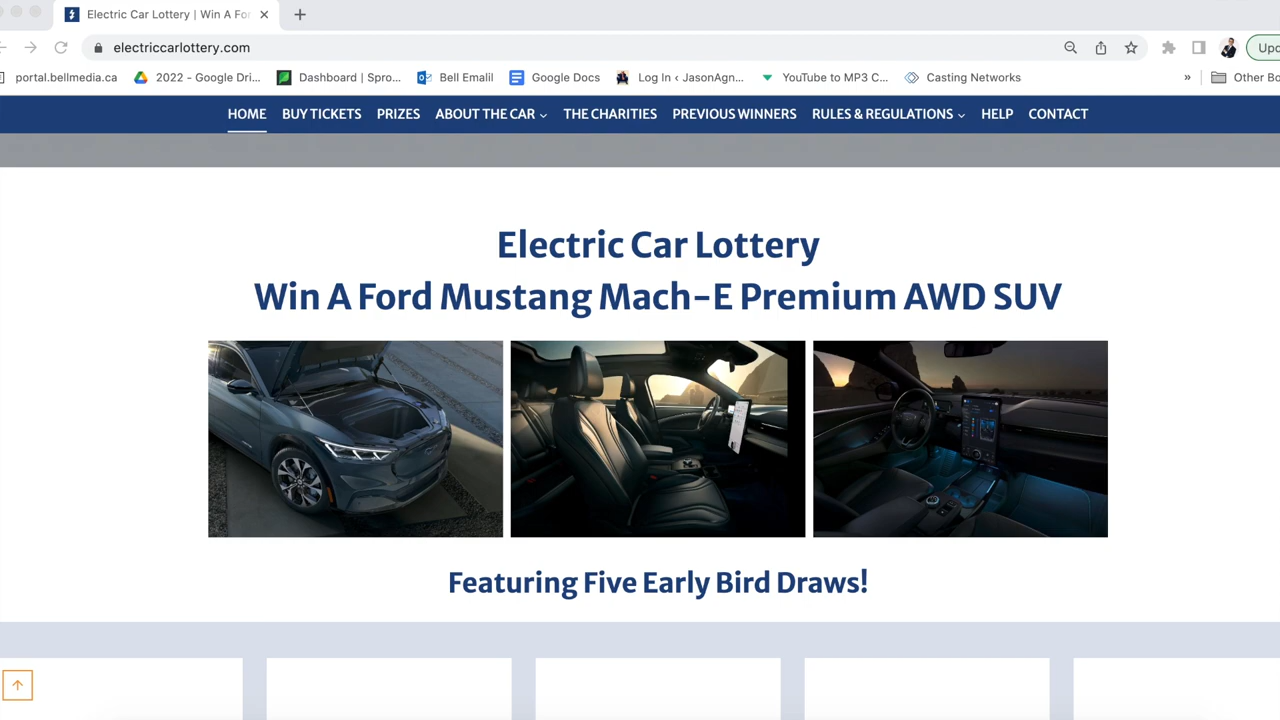 Electric Car Lottery | Win A For
electriccarlottery.com
Upd
portal.bellmedia.ca
2022 - Google Dri...
Dashboard | Spro...
Bell Emalil
Google Docs
Log In ‹ JasonAgn...
YouTube to MP3 C...
Casting Networks
»
Other Bo
HOME BUY TICKETS PRIZES ABOUT THE CAR THE CHARITIES PREVIOUS WINNERS RULES & REGULATIONS HELP CONTACT
Electric Car Lottery
Win A Ford Mustang Mach-E Premium AWD SUV
Featuring Five Early Bird Draws!